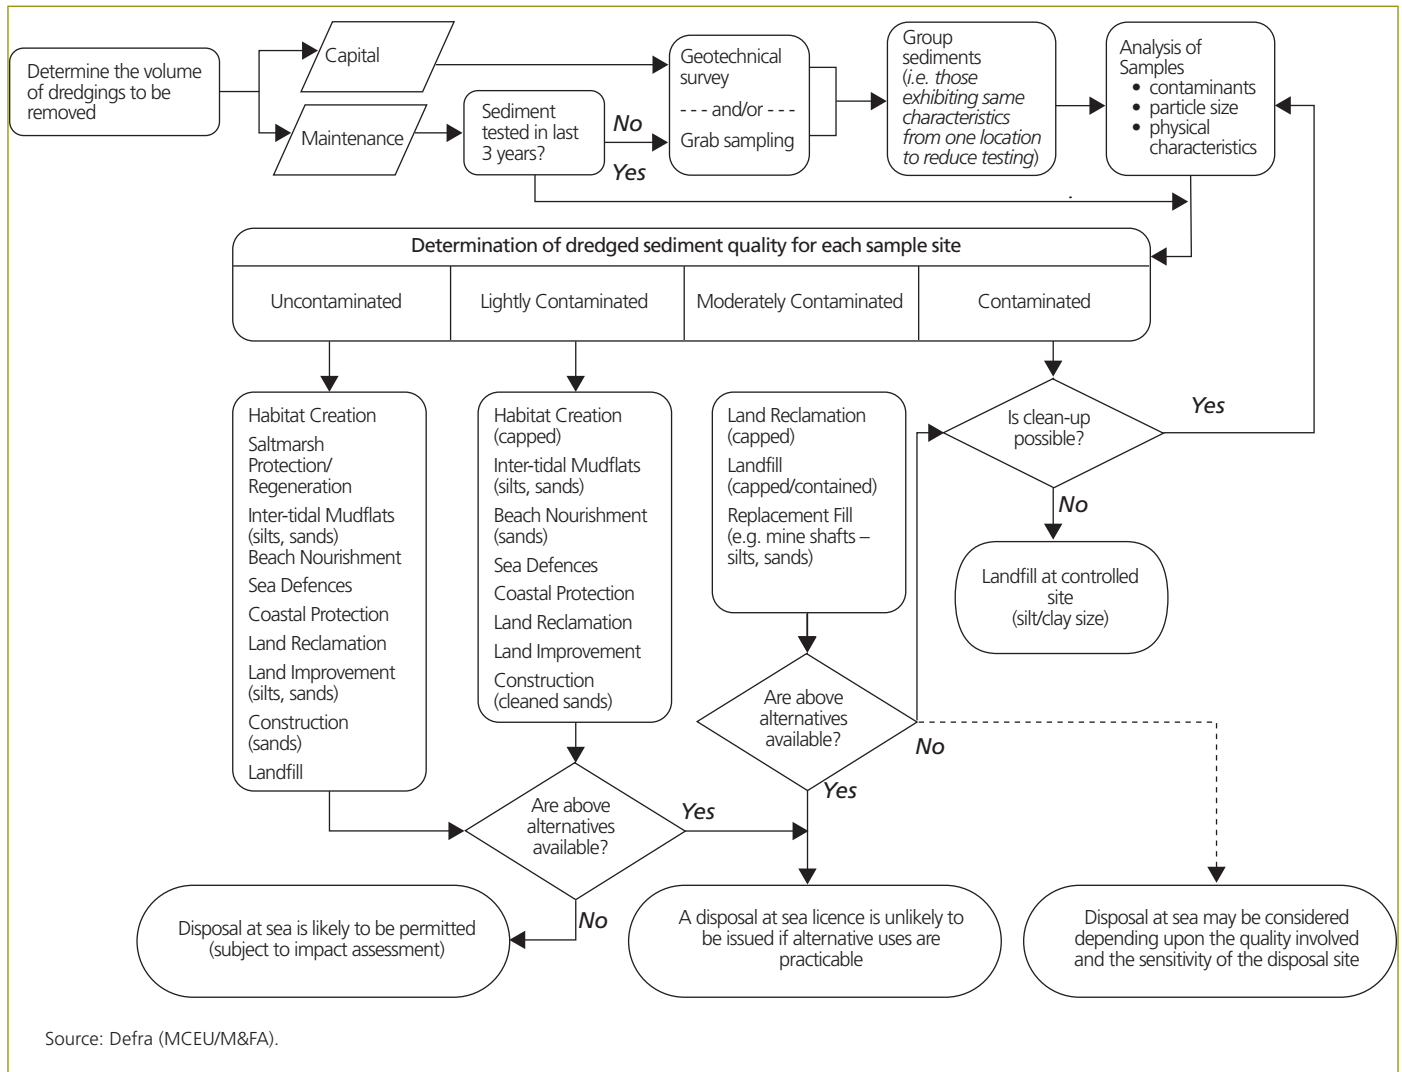 Determine the volume
of dredgings to be
removed
Capital
Maintenance
Sediment
tested in last
3 years?
No
Yes
Geotechnical
survey
- - - and/or - - -
Grab sampling
Group
sediments
(i.e. those
exhibiting same
characteristics
from one location
to reduce testing)
Analysis of
Samples
• contaminants
• particle size
• physical
characteristics
Determination of dredged sediment quality for each sample site
Uncontaminated
Lightly Contaminated
Moderately Contaminated
Contaminated
Habitat Creation
Saltmarsh
Protection/
Regeneration
Inter-tidal Mudflats
(silts, sands)
Beach Nourishment
Sea Defences
Coastal Protection
Land Reclamation
Land Improvement
(silts, sands)
Construction
(sands)
Landfill
Habitat Creation
(capped)
Inter-tidal Mudflats
(silts, sands)
Beach Nourishment
(sands)
Sea Defences
Coastal Protection
Land Reclamation
Land Improvement
Construction
(cleaned sands)
Land Reclamation
(capped)
Landfill
(capped/contained)
Replacement Fill
(e.g. mine shafts –
silts, sands)
Is clean-up
possible?
Yes
No
Landfill at controlled
site
(silt/clay size)
Are above
alternatives
available?
No
Yes
Are above
alternatives
available?
Yes
No
Disposal at sea is likely to be permitted
(subject to impact assessment)
A disposal at sea licence is unlikely to
be issued if alternative uses are
practicable
Disposal at sea may be considered
depending upon the quality involved
and the sensitivity of the disposal site
Source: Defra (MCEU/M&FA).